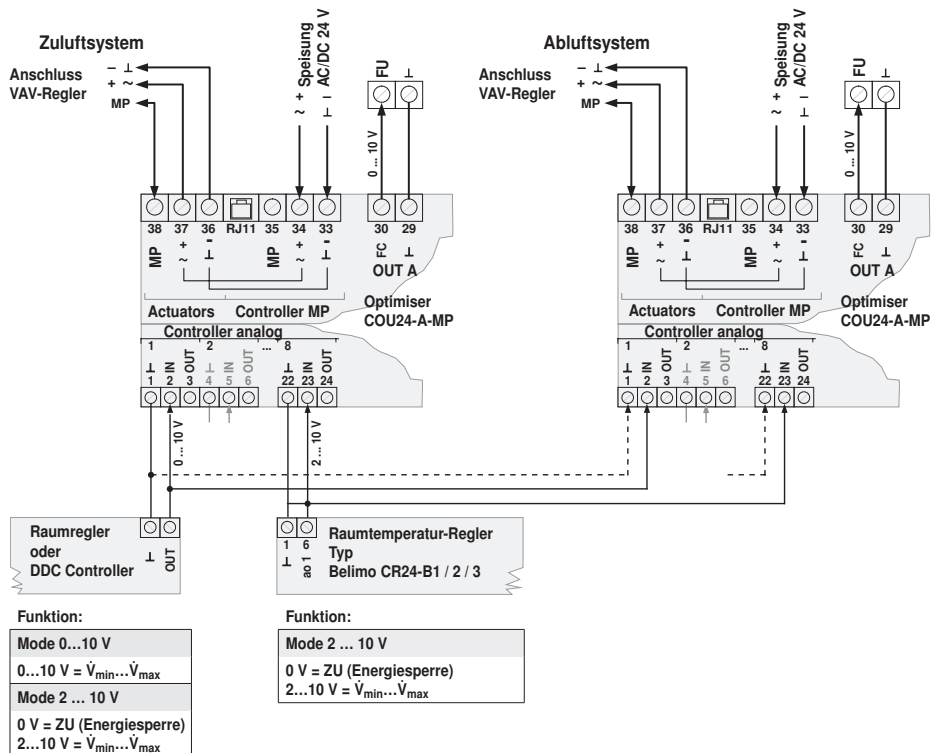 Zuluftsystem
Anschluss
VAV-Regler
– ⊥
+ ~
MP
~ + Speisung
⊥ – AC/DC 24 V
FU
⊥
0 ... 10 V
38 37 36 RJ11 35 34 33 30 29
MP
+
~
-
⊥
MP
+
~
-
⊥
FC
⊥
OUT A
Actuators Controller MP
Optimiser
COU24-A-MP
Controller analog
1 2 ... 8
⊥ IN OUT ⊥ IN OUT ⊥ IN OUT
1 2 3 4 5 6 22 23 24
0 ... 10 V
2 ... 10 V
Abluftsystem
Anschluss
VAV-Regler
– ⊥
+ ~
MP
~ + Speisung
⊥ – AC/DC 24 V
FU
⊥
0 ... 10 V
38 37 36 RJ11 35 34 33 30 29
MP
+
~
-
⊥
MP
+
~
-
⊥
FC
⊥
OUT A
Actuators Controller MP
Optimiser
COU24-A-MP
Controller analog
1 2 ... 8
⊥ IN OUT ⊥ IN OUT ⊥ IN OUT
1 2 3 4 5 6 22 23 24
Raumregler
oder
DDC Controller
⊥
OUT
1 6
⊥
ao 1
Raumtemperatur-Regler
Typ
Belimo CR24-B1 / 2 / 3
Funktion:
Mode 0...10 V
0...10 V = V̇min...V̇max
Mode 2 ... 10 V
0 V = ZU (Energiesperre)
2...10 V = V̇min...V̇max
Funktion:
Mode 2 ... 10 V
0 V = ZU (Energiesperre)
2...10 V = V̇min...V̇max